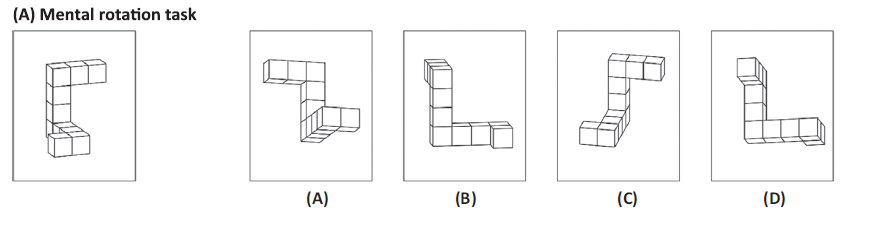 (A) Mental rotation task
(A) (B) (C) (D)